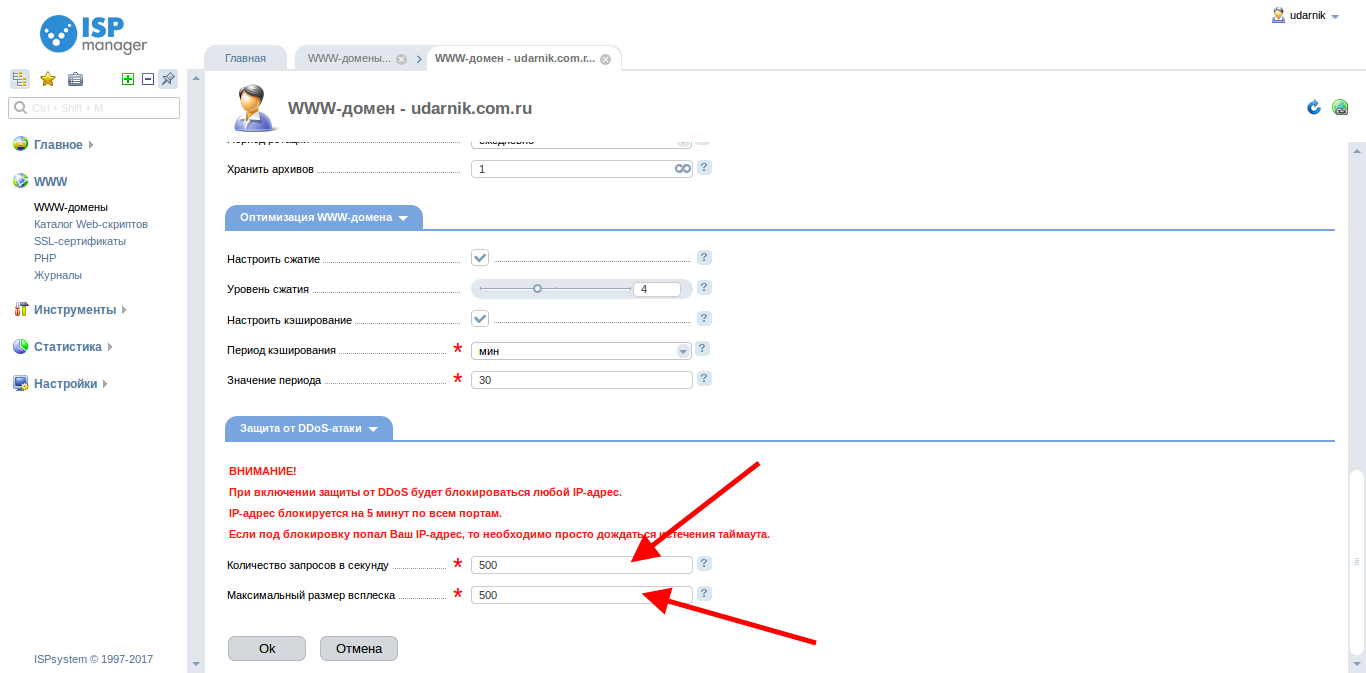 ISP
manager
udarnik
Главная
WWW-домены...
WWW-домен - udarnik.com.r...
Ctrl + Shift + M
WWW-домен - udarnik.com.ru
Главное
WWW
WWW-домены
Каталог Web-скриптов
SSL-сертификаты
PHP
Журналы
Инструменты
Статистика
Настройки
ISPsystem © 1997-2017
Период ротации ежедневно
Хранить архивов 1 ?
Оптимизация WWW-домена
Настроить сжатие ?
Уровень сжатия 4 ?
Настроить кэширование ?
Период кэширования * мин ?
Значение периода * 30 ?
Защита от DDoS-атаки
ВНИМАНИЕ!
При включении защиты от DDoS будет блокироваться любой IP-адрес.
IP-адрес блокируется на 5 минут по всем портам.
Если под блокировку попал Ваш IP-адрес, то необходимо просто дождаться истечения таймаута.
Количество запросов в секунду * 500 ?
Максимальный размер всплеска * 500 ?
Ok Отмена